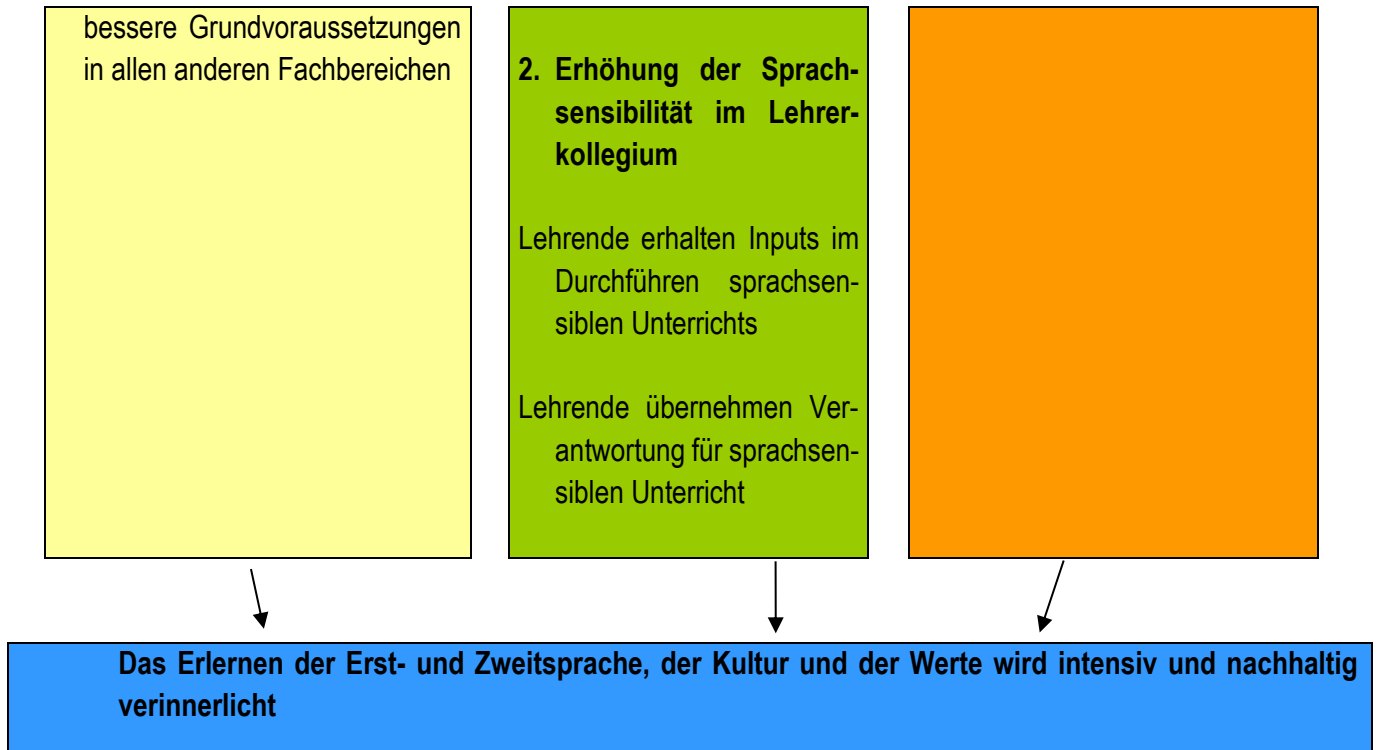 bessere Grundvoraussetzungen
in allen anderen Fachbereichen
2. Erhöhung der Sprach-
sensibilität im Lehrer-
kollegium
Lehrende erhalten Inputs im
Durchführen sprachsen-
siblen Unterrichts
Lehrende übernehmen Ver-
antwortung für sprachsen-
siblen Unterricht
Das Erlernen der Erst- und Zweitsprache, der Kultur und der Werte wird intensiv und nachhaltig
verinnerlicht